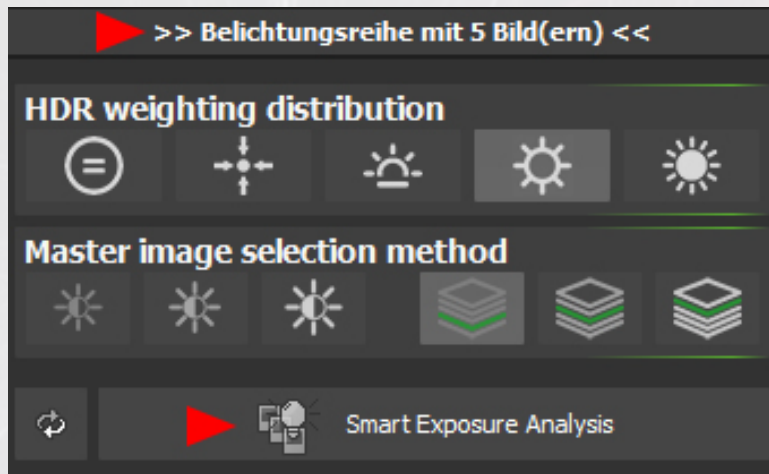 >> Belichtungsreihe mit 5 Bild(ern) <<
HDR weighting distribution
Master image selection method
Smart Exposure Analysis